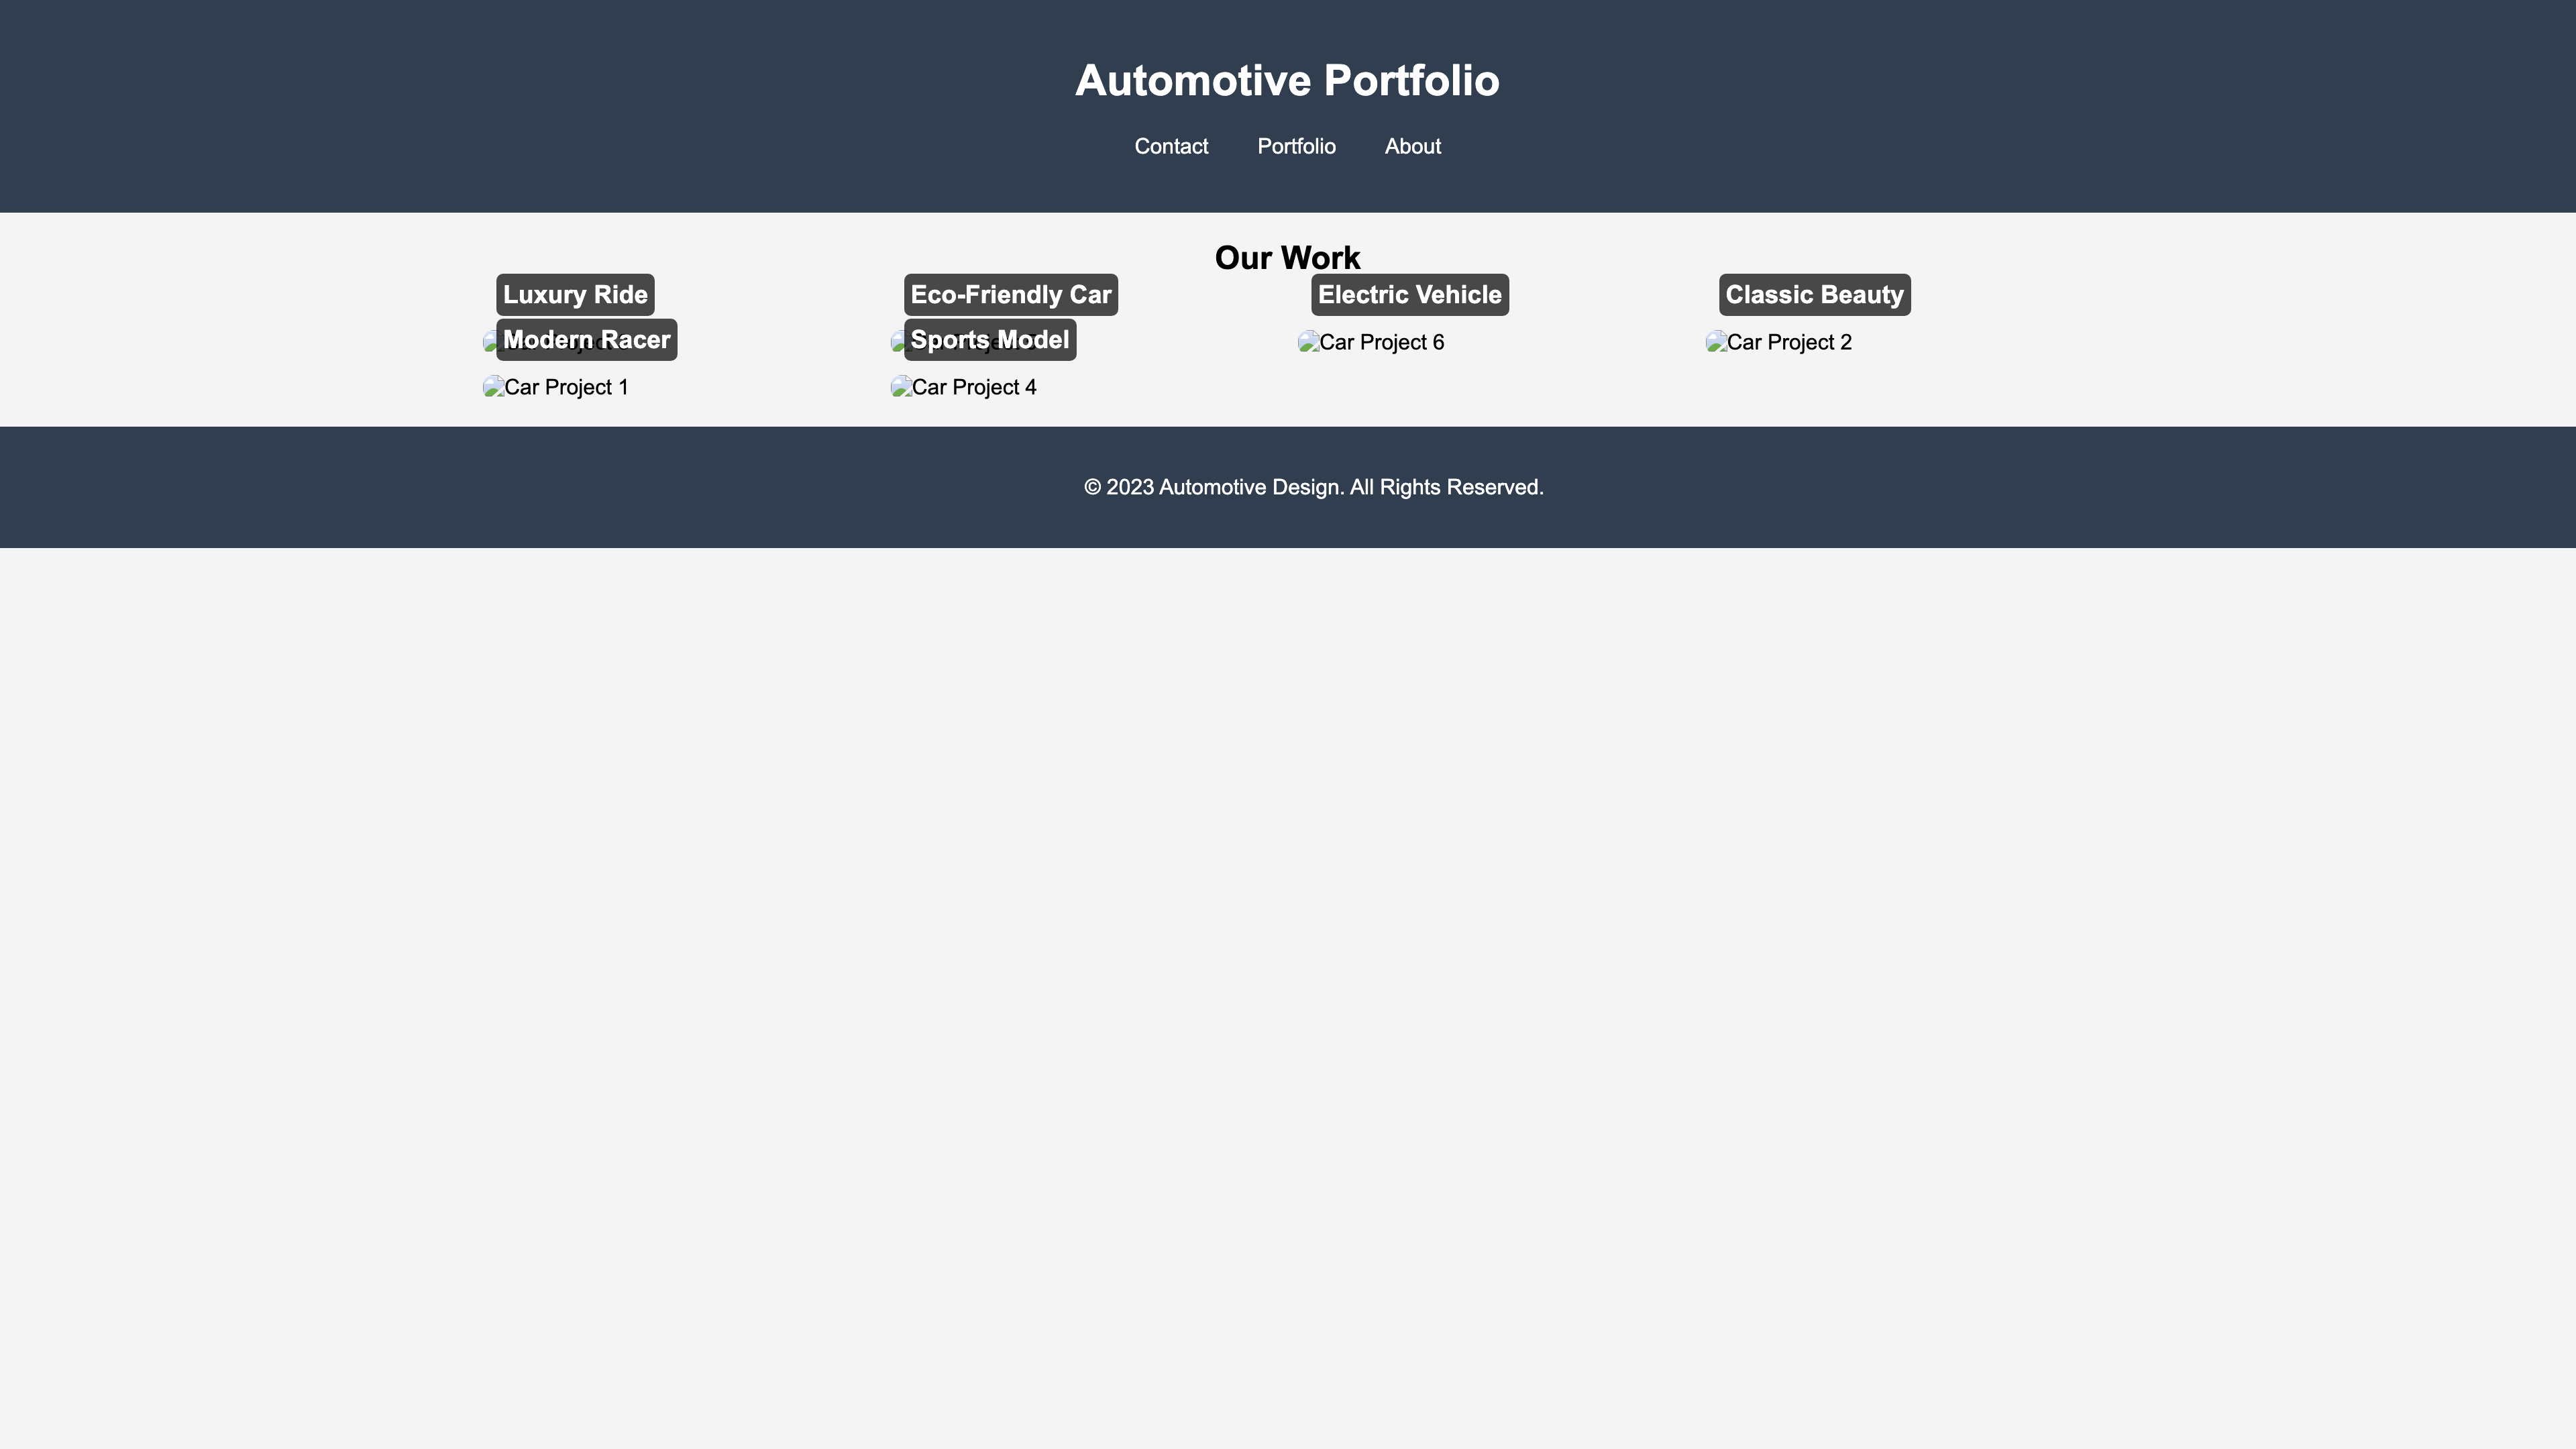 Automotive Portfolio
Contact Portfolio About
Our Work
Luxury Ride Eco-Friendly Car Electric Vehicle Classic Beauty
Modern Racer Sports Model Car Project 6 Car Project 2
Car Project 1 Car Project 4
© 2023 Automotive Design. All Rights Reserved.